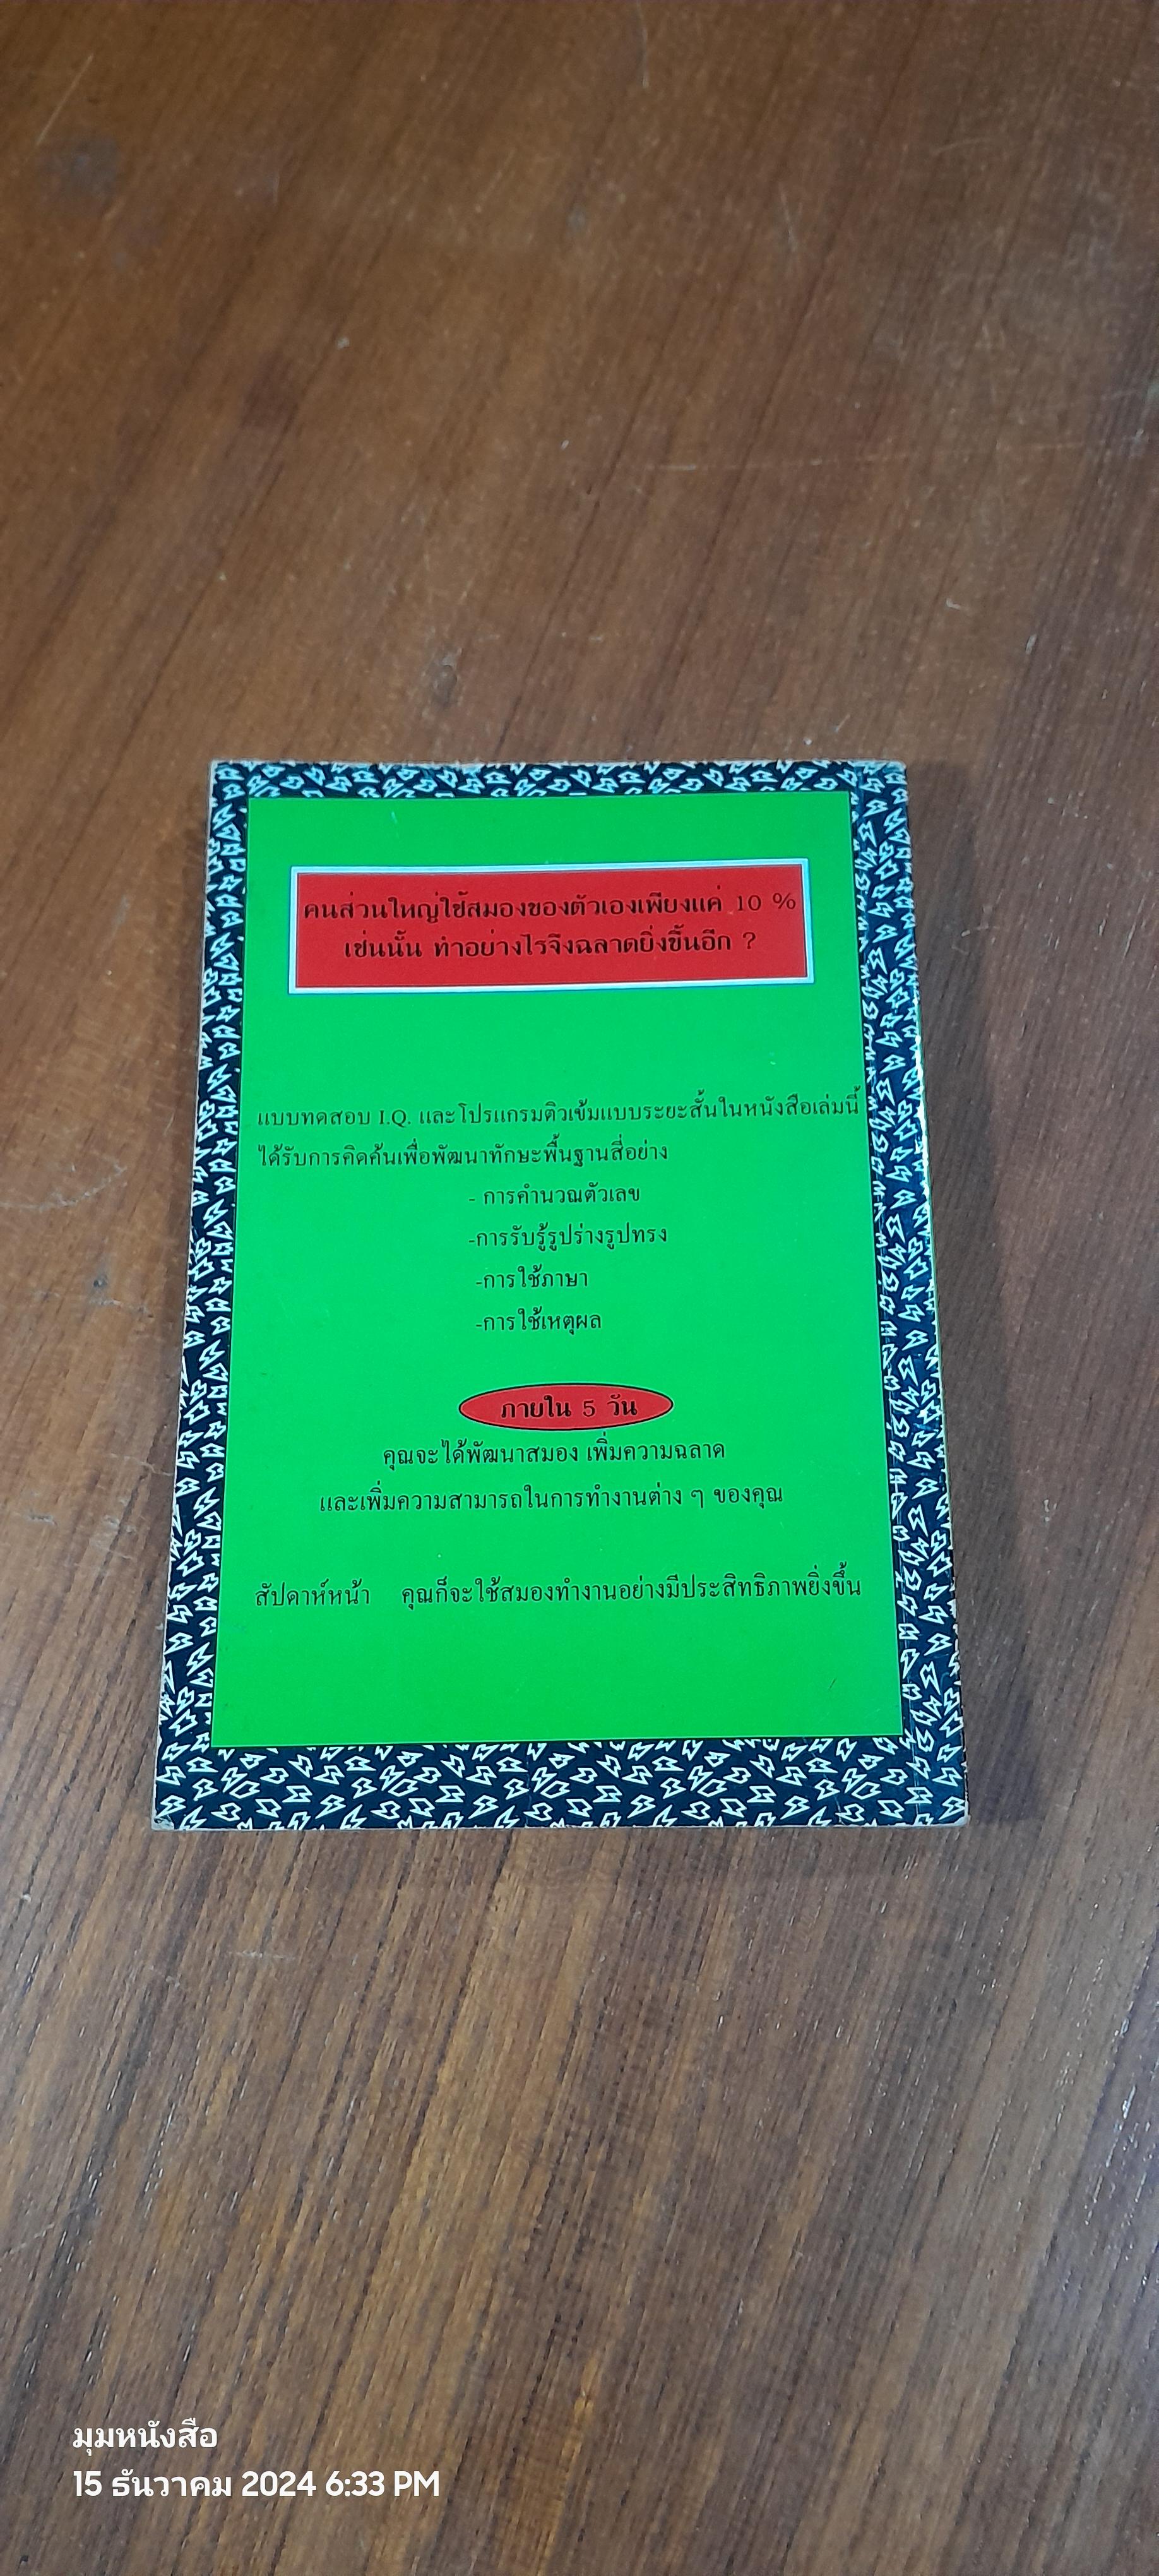 คนส่วนใหญ่ใช้สมองของตัวเองเพียงแค่ 10 %
เช่นนั้น ทำอย่างไรจึงฉลาดยิ่งขึ้นอีก ?
แบบทดสอบ I.Q. และโปรแกรมติวเข้มแบบระยะสั้นในหนังสือเล่มนี้
ได้รับการคิดค้นเพื่อพัฒนาทักษะพื้นฐานสี่อย่าง
- การคำนวณตัวเลข
-การรับรู้รูปร่างรูปทรง
-การใช้ภาษา
-การใช้เหตุผล
ภายใน 5 วัน
คุณจะได้พัฒนาสมอง เพิ่มความฉลาด
และเพิ่มความสามารถในการทำงานต่าง ๆ ของคุณ
สัปดาห์หน้า คุณก็จะใช้สมองทำงานอย่างมีประสิทธิภาพยิ่งขึ้น
มุมหนังสือ
15 ธันวาคม 2024 6:33 PM